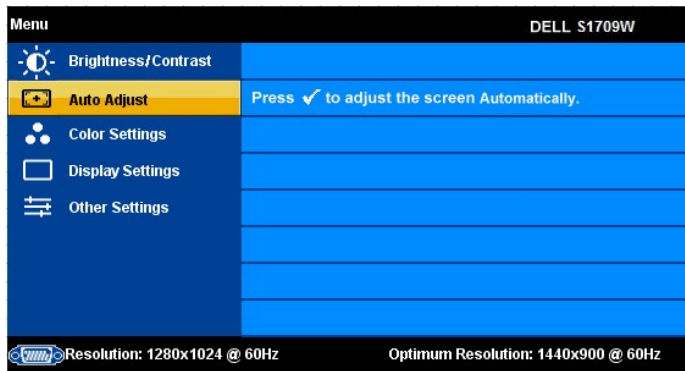 Menu DELL S1709W
Brightness/Contrast
Auto Adjust Press ✓ to adjust the screen Automatically.
Color Settings
Display Settings
Other Settings
Resolution: 1280x1024 @ 60Hz Optimum Resolution: 1440x900 @ 60Hz